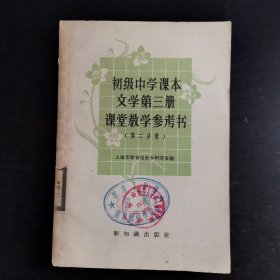 初级中学课本
文学第三册
课堂教学参考书
（第二分册）
上海市教育局教学研究室编
新知識出版社